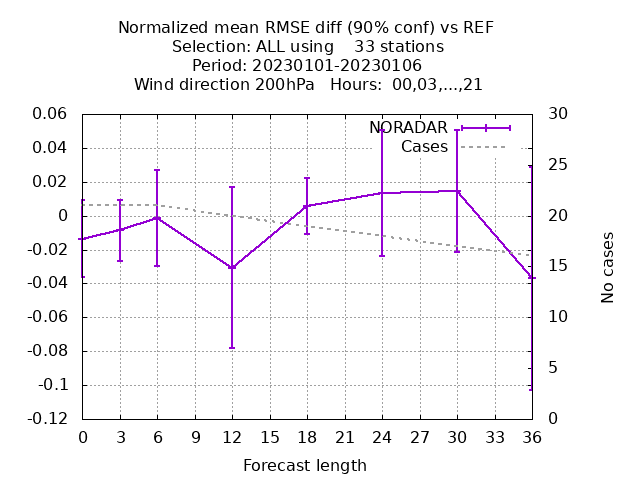 Normalized mean RMSE diff (90% conf) vs REF
Selection: ALL using    33 stations
Period: 20230101-20230106
Wind direction 200hPa   Hours:  00,03,...,21
NORADAR
Cases
0.06
0.04
0.02
0
-0.02
-0.04
-0.06
-0.08
-0.1
-0.12
30
25
20
15
10
5
0
No cases
0 3 6 9 12 15 18 21 24 27 30 33 36
Forecast length